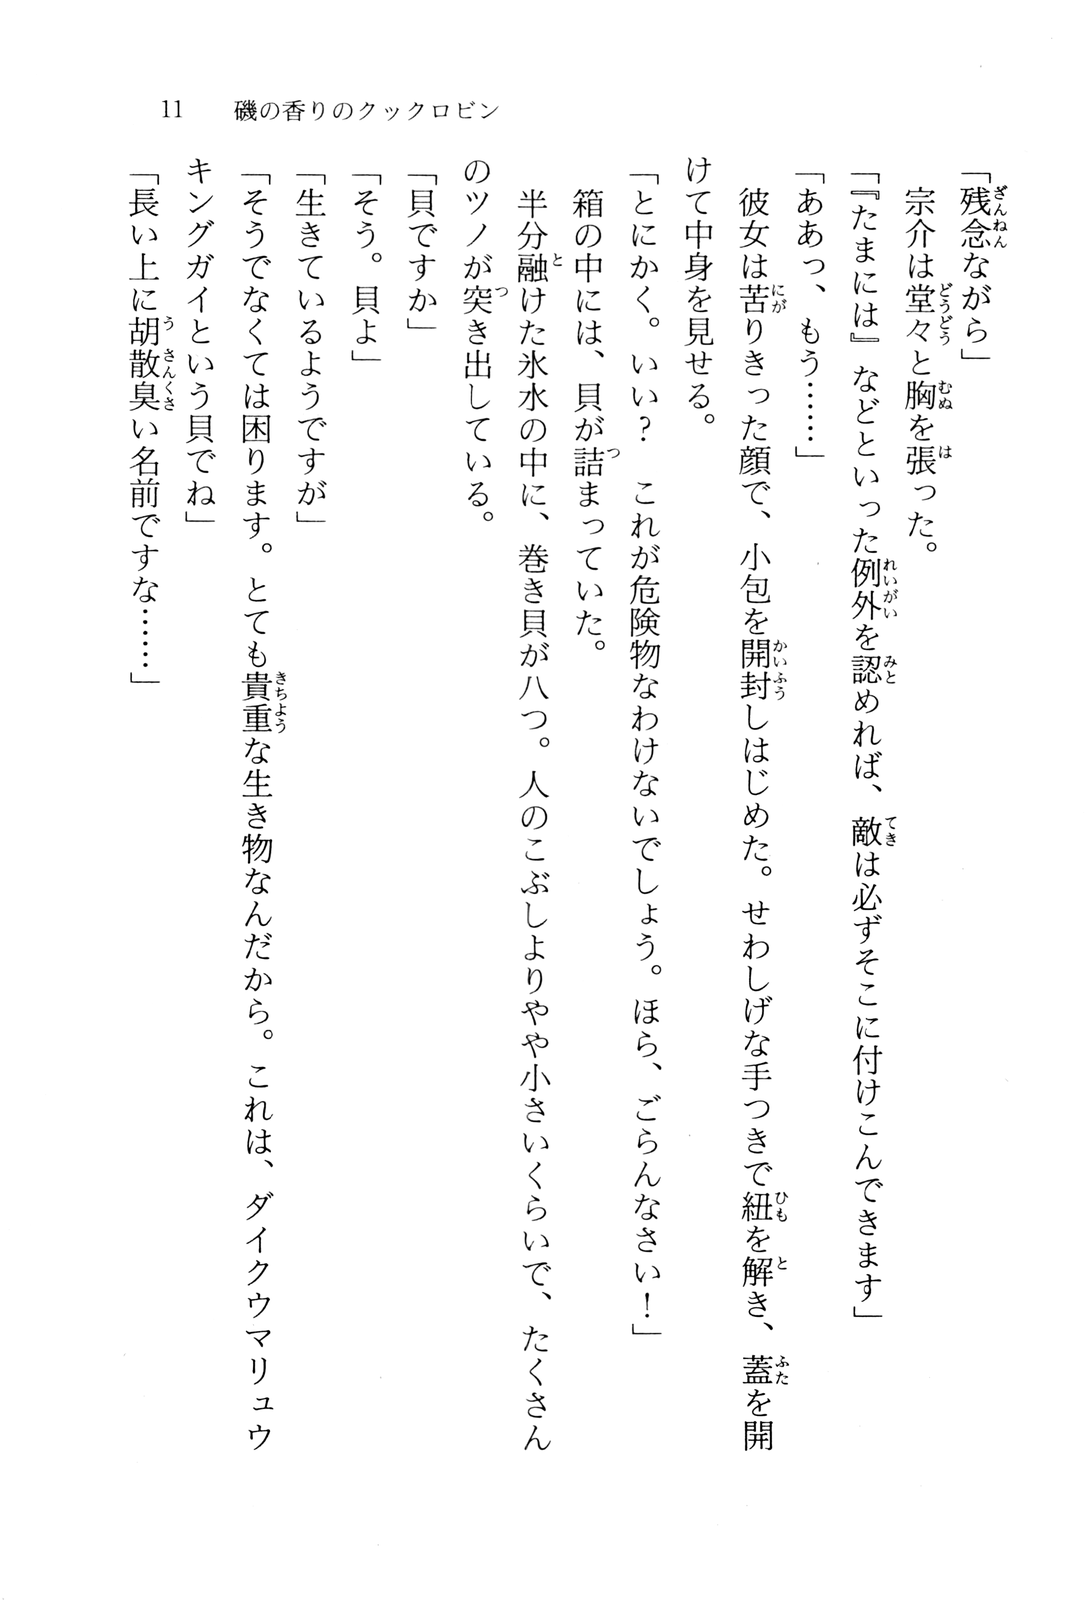 11 磯の香りのクックロビン
「残念ながら」
宗介は堂々と胸を張った。
「『たまには』などといった例外を認めれば、敵は必ずそこに付けこんできます」
「ああっ、もう……」
彼女は苦りきった顔で、小包を開封しはじめた。せわしげな手つきで紐を解き、蓋を開
けて中身を見せる。
「とにかく。いい？　これが危険物なわけないでしょう。ほら、ごらんなさい！」
箱の中には、貝が詰まっていた。
半分融けた氷水の中に、巻き貝が八つ。人のこぶしよりやや小さいくらいで、たくさん
のツノが突き出している。
「貝ですか」
「そう。貝よ」
「生きているようですが」
「そうでなくては困ります。とても貴重な生き物なんだから。これは、ダイクウマリュウ
キングガイという貝でね」
「長い上に胡散臭い名前ですな……」